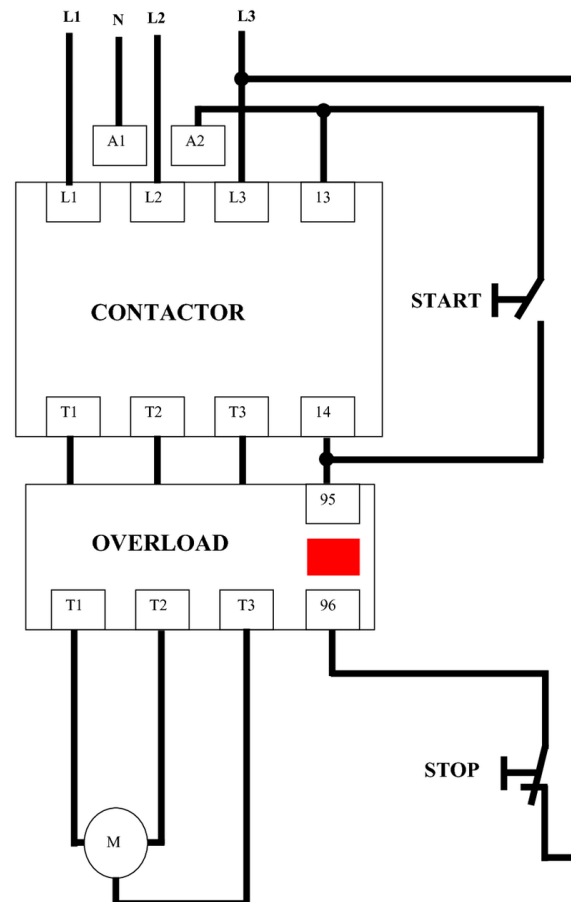 L1 N L2 L3
A1 A2
L1 L2 L3 13
START
CONTACTOR
T1 T2 T3 14
95
OVERLOAD
T1 T2 T3 96
STOP
M